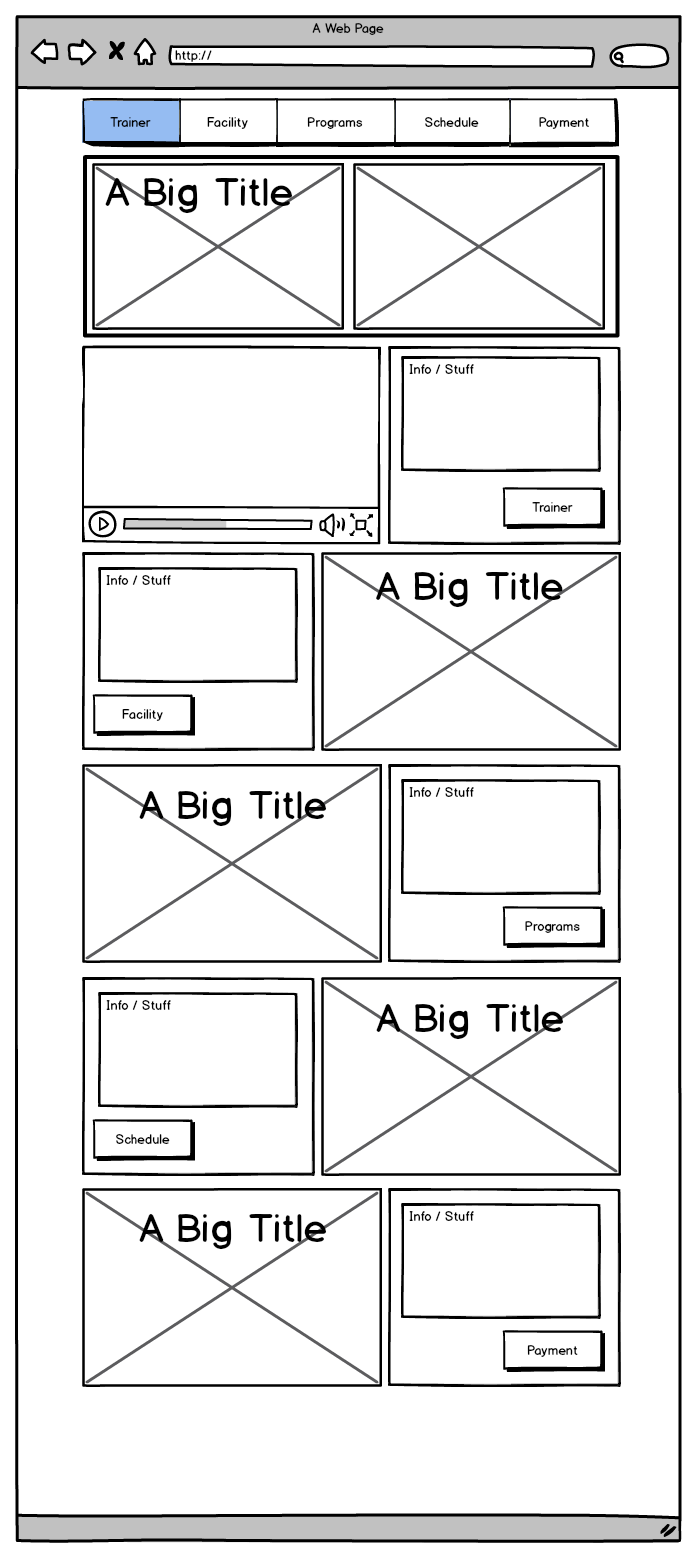 A Web Page
http://
Trainer Facility Programs Schedule Payment
A Big Title
Info / Stuff
Trainer
Info / Stuff
Facility
A Big Title
A Big Title
Info / Stuff
Programs
Info / Stuff
Schedule
A Big Title
A Big Title
Info / Stuff
Payment